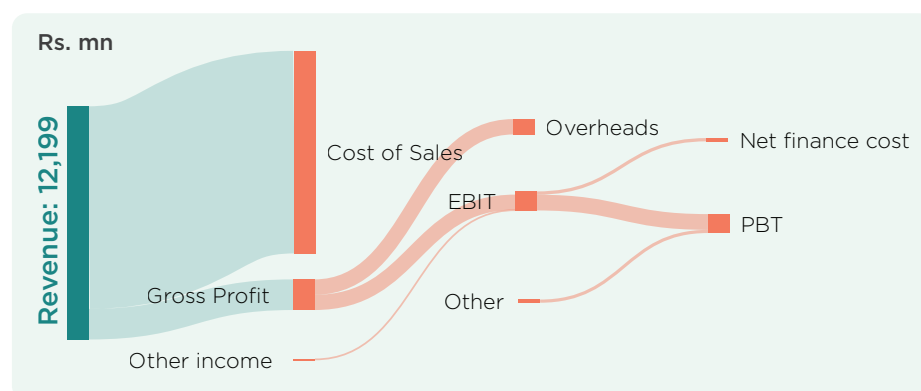 Rs. mn
Revenue: 12,199
Cost of Sales
Gross Profit
Other income
Overheads
EBIT
Other
Net finance cost
PBT